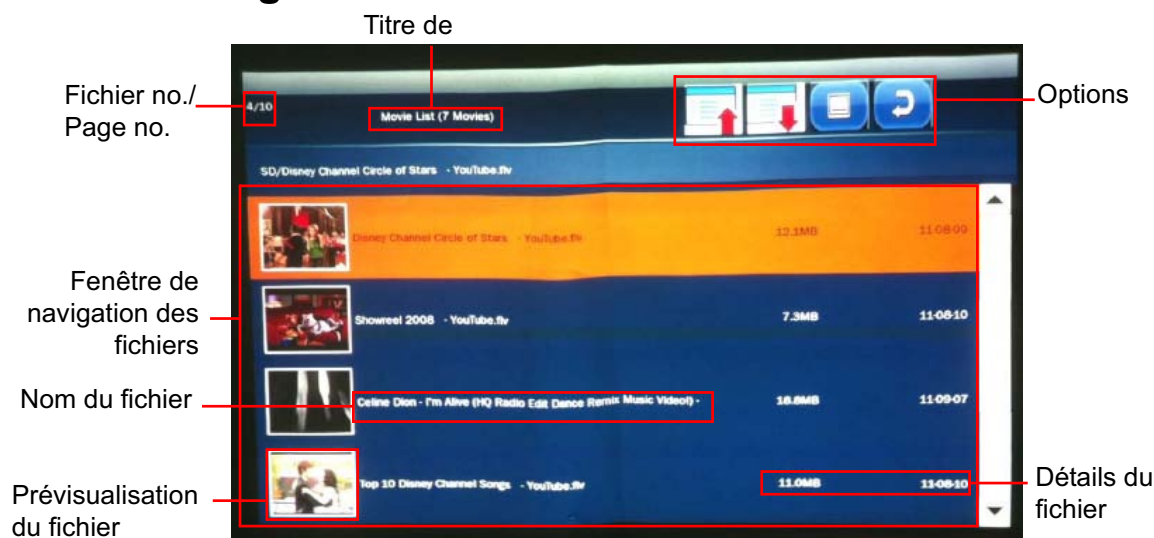 Titre de
Fichier no./
Page no.
4/10
Movie List (7 Movies)
Options
SD/Disney Channel Circle of Stars - YouTube.flv
Disney Channel Circle of Stars - YouTube.flv 12.1MB 11-08-09
Fenêtre de
navigation des
fichiers
Showreel 2008 - YouTube.flv 7.3MB 11-08-10
Nom du fichier
Celine Dion - I'm Alive (HQ Radio Edit Dance Remix Music Video!) - 16.8MB 11-09-07
Prévisualisation
du fichier
Top 10 Disney Channel Songs - YouTube.flv 11.0MB 11-08-10
Détails du
fichier